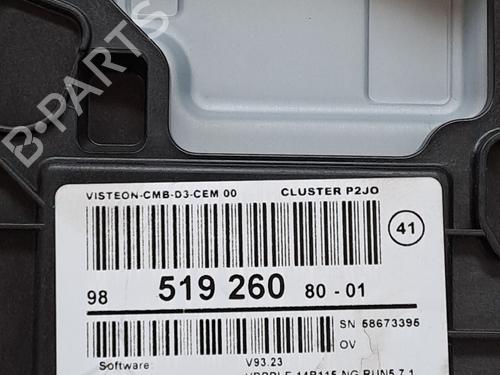 B-PARTS
VISTEON-CMB-D3-CEM 00 CLUSTER P2JO
41
98 519 260 80 - 01
SN 58673395
OV
Software: V93.23